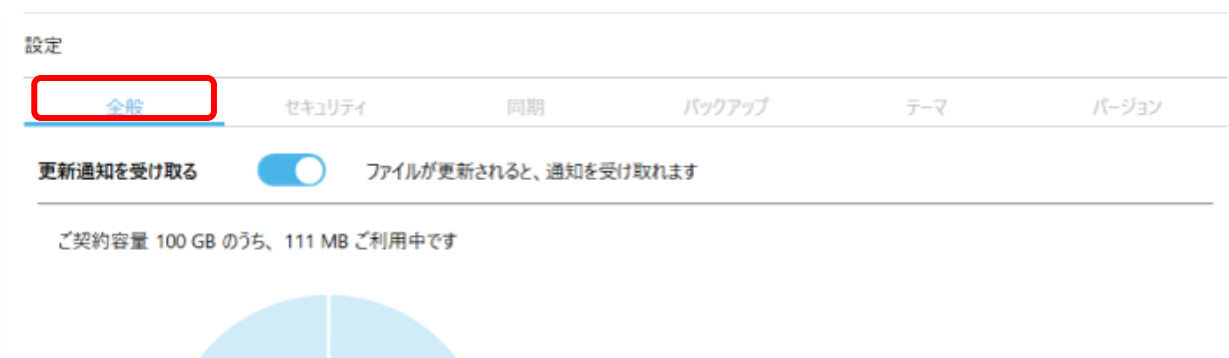 設定
全般 セキュリティ 同期 バックアップ テーマ バージョン
更新通知を受け取る ファイルが更新されると、通知を受け取れます
ご契約容量 100 GB のうち、111 MB ご利用中です